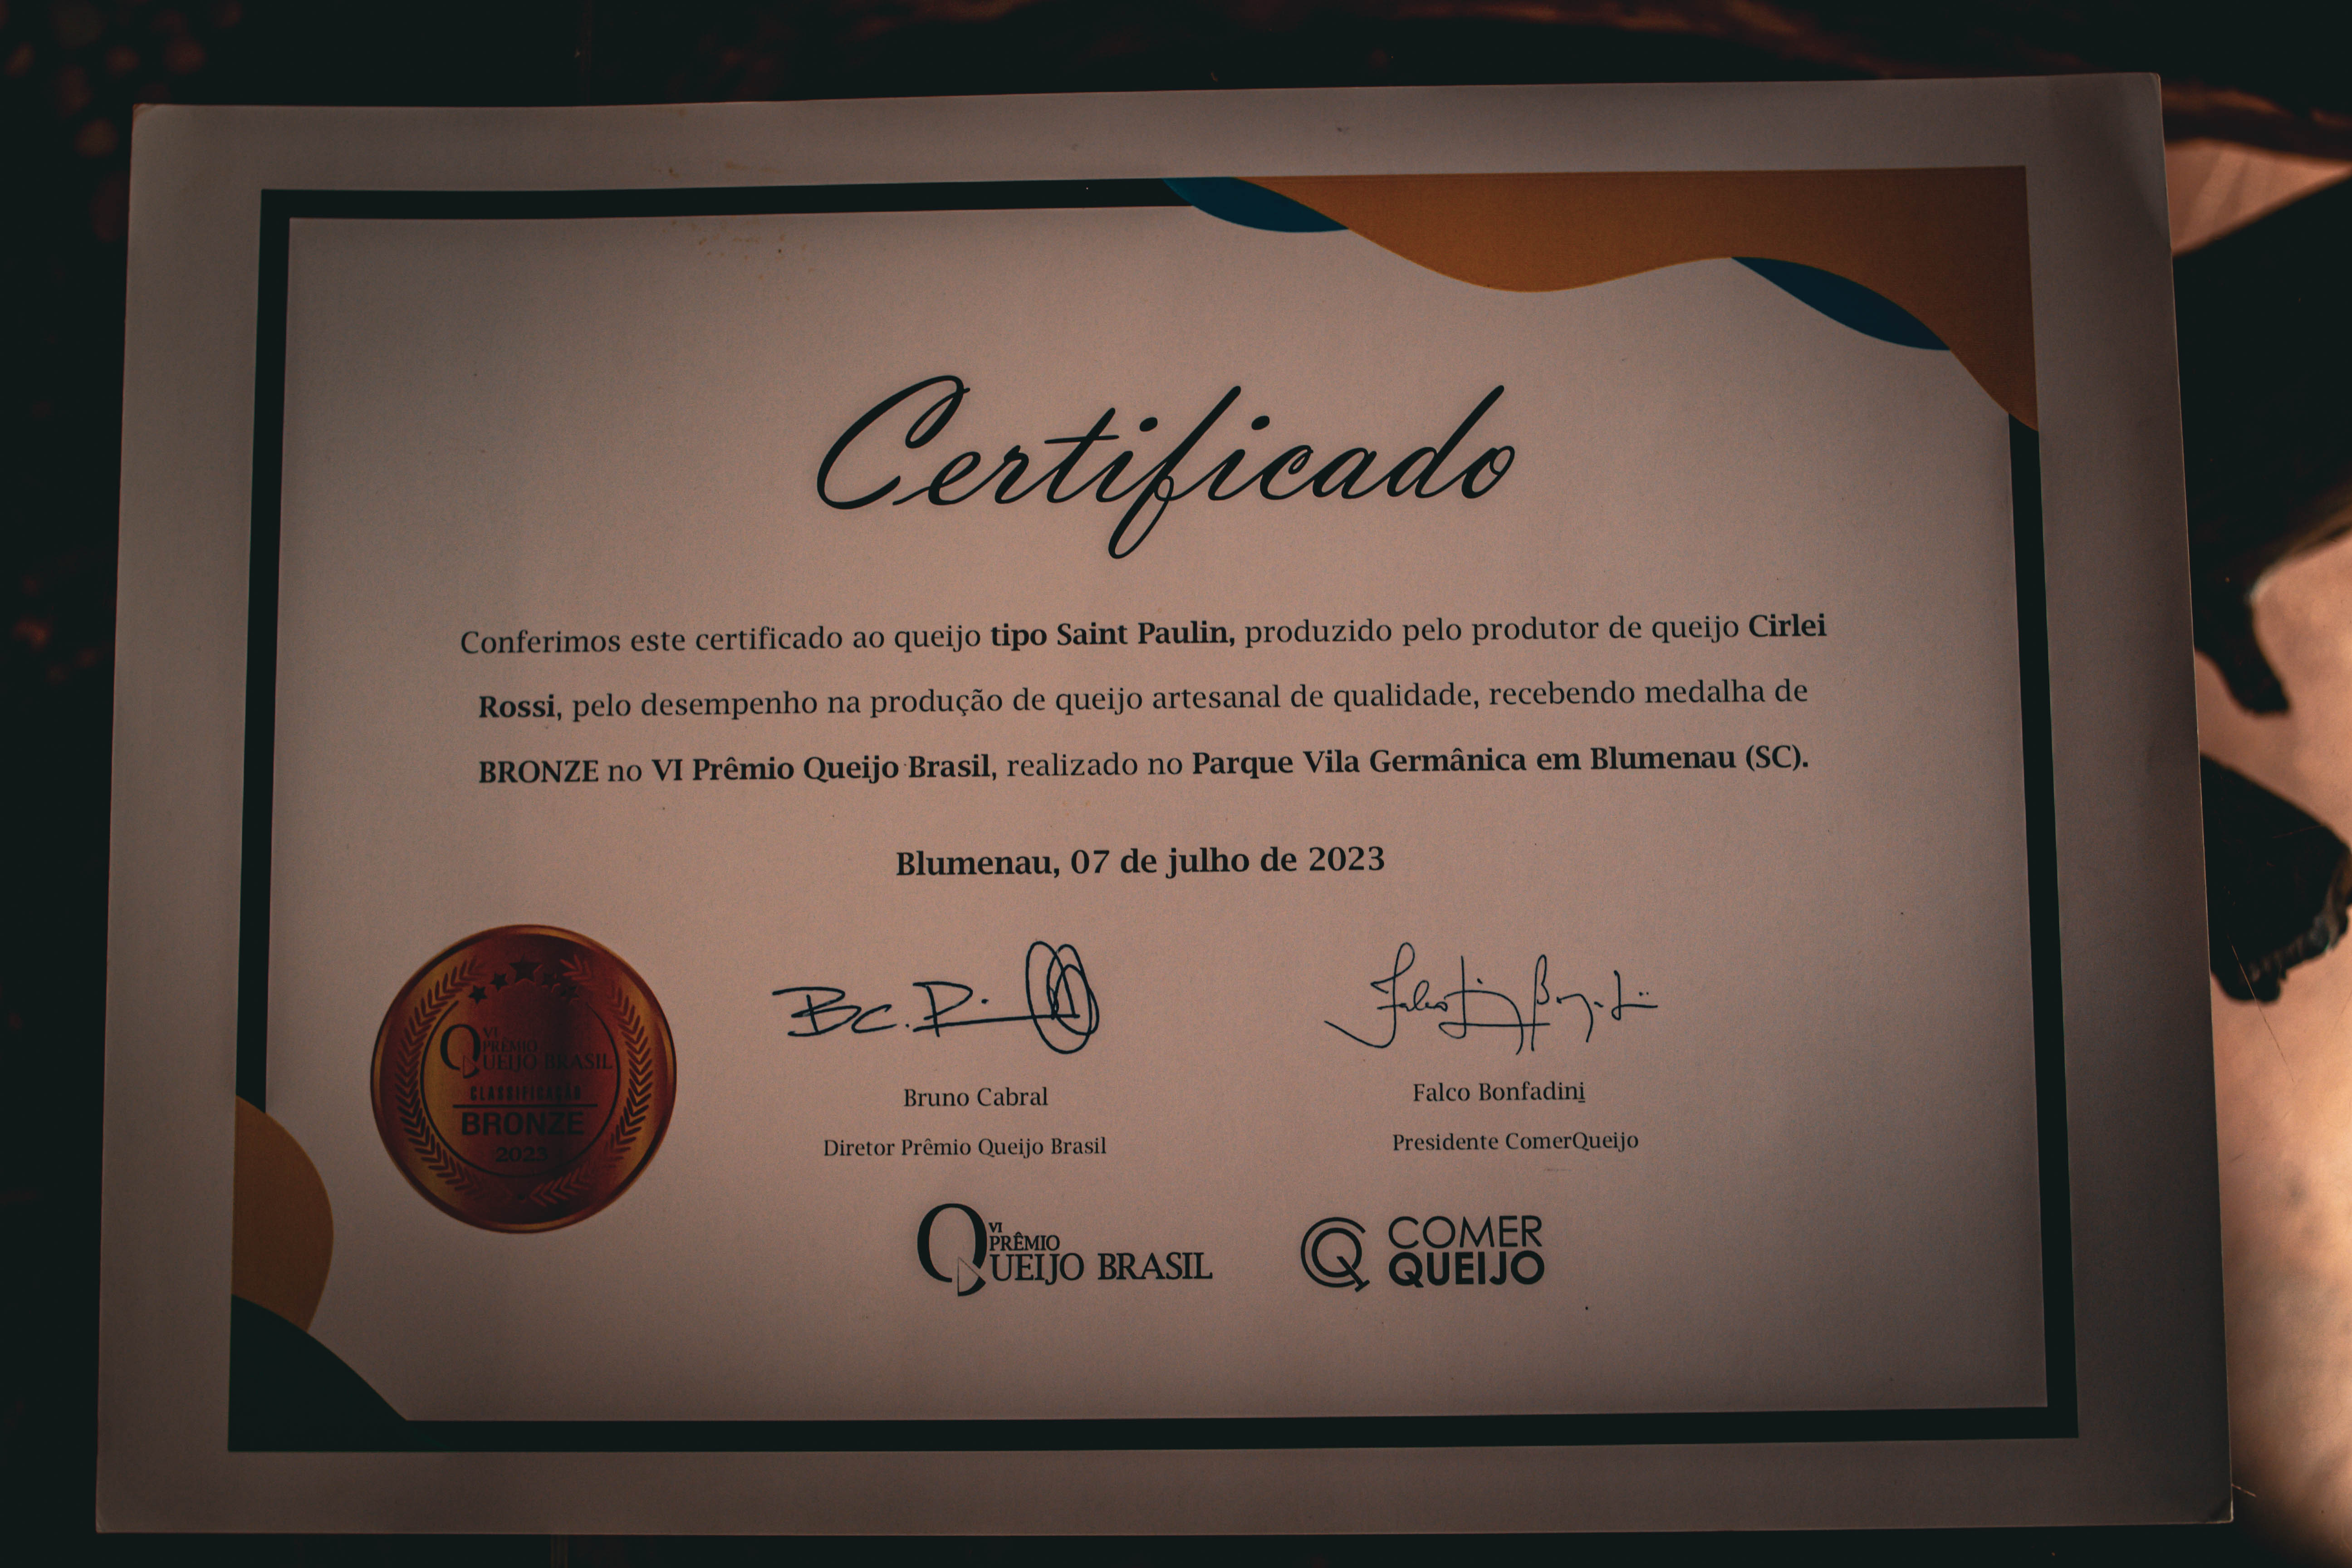 Certificado
Conferimos este certificado ao queijo tipo Saint Paulin, produzido pelo produtor de queijo Cirlei
Rossi, pelo desempenho na produção de queijo artesanal de qualidade, recebendo medalha de
BRONZE no VI Prêmio Queijo Brasil, realizado no Parque Vila Germânica em Blumenau (SC).
Blumenau, 07 de julho de 2023
VI
PRÊMIO
QUEIJO BRASIL
CLASSIFICAÇÃO
BRONZE
2023
Bruno Cabral
Diretor Prêmio Queijo Brasil
Falco Bonfadini
Presidente ComerQueijo
VI
PRÊMIO
QUEIJO BRASIL
COMER
QUEIJO